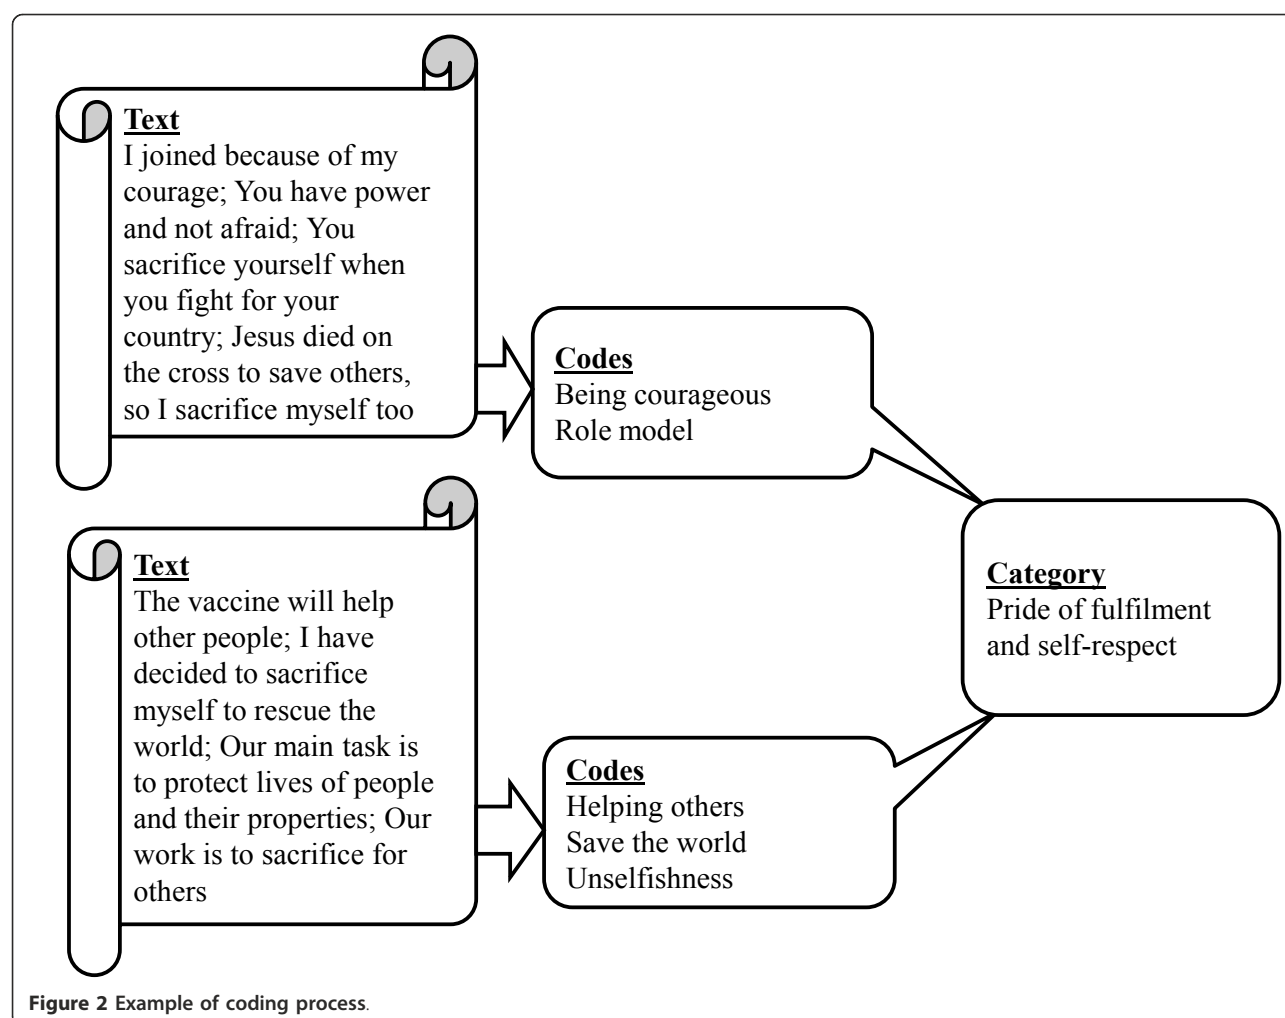 Text
I joined because of my
courage; You have power
and not afraid; You
sacrifice yourself when
you fight for your
country; Jesus died on
the cross to save others,
so I sacrifice myself too
Codes
Being courageous
Role model
Text
The vaccine will help
other people; I have
decided to sacrifice
myself to rescue the
world; Our main task is
to protect lives of people
and their properties; Our
work is to sacrifice for
others
Codes
Helping others
Save the world
Unselfishness
Category
Pride of fulfilment
and self-respect
Figure 2 Example of coding process.